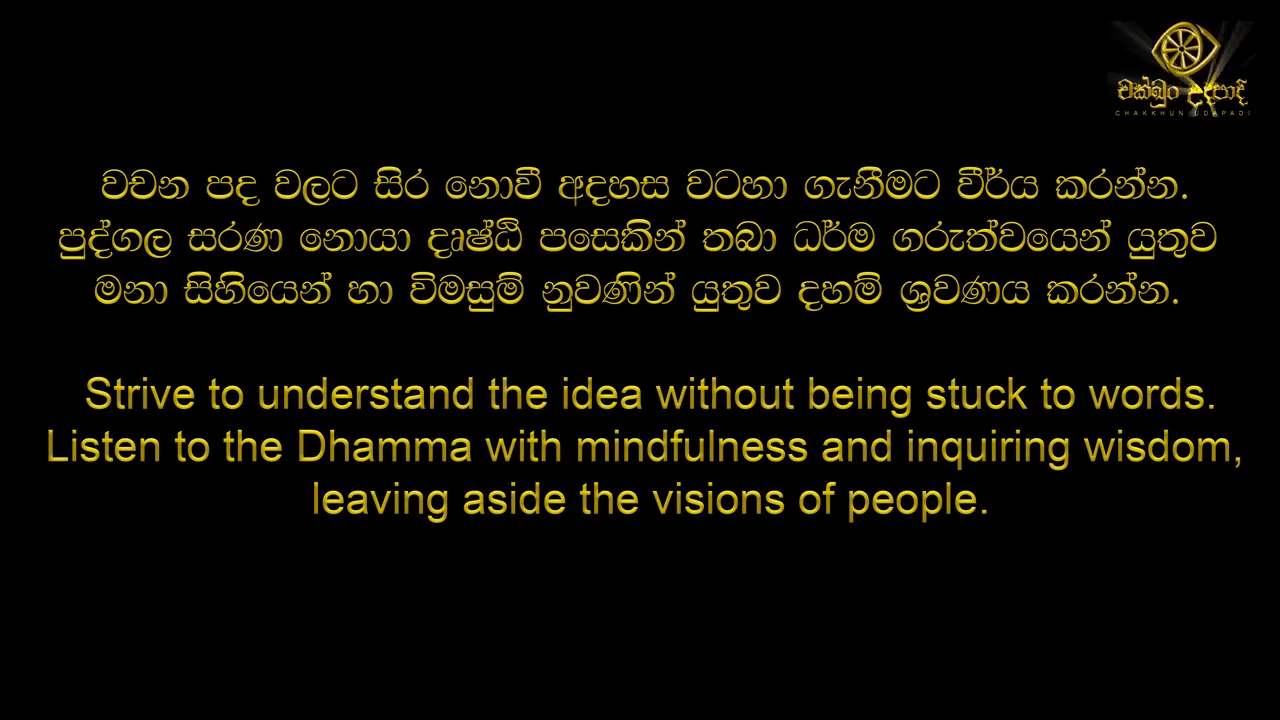 චක්ඛුං උදපාදි
CHAKKHUN UDAPADI
වචන පද වලට සිර නොවී අදහස වටහා ගැනීමට වීර්ය කරන්න.
පුද්ගල සරණ නොයා දෘෂ්ඨි පසෙකින් තබා ධර්ම ගරුත්වයෙන් යුතුව
මනා සිහියෙන් හා විමසුම් නුවණින් යුතුව දහම් ශ්‍රවණය කරන්න.
Strive to understand the idea without being stuck to words.
Listen to the Dhamma with mindfulness and inquiring wisdom,
leaving aside the visions of people.